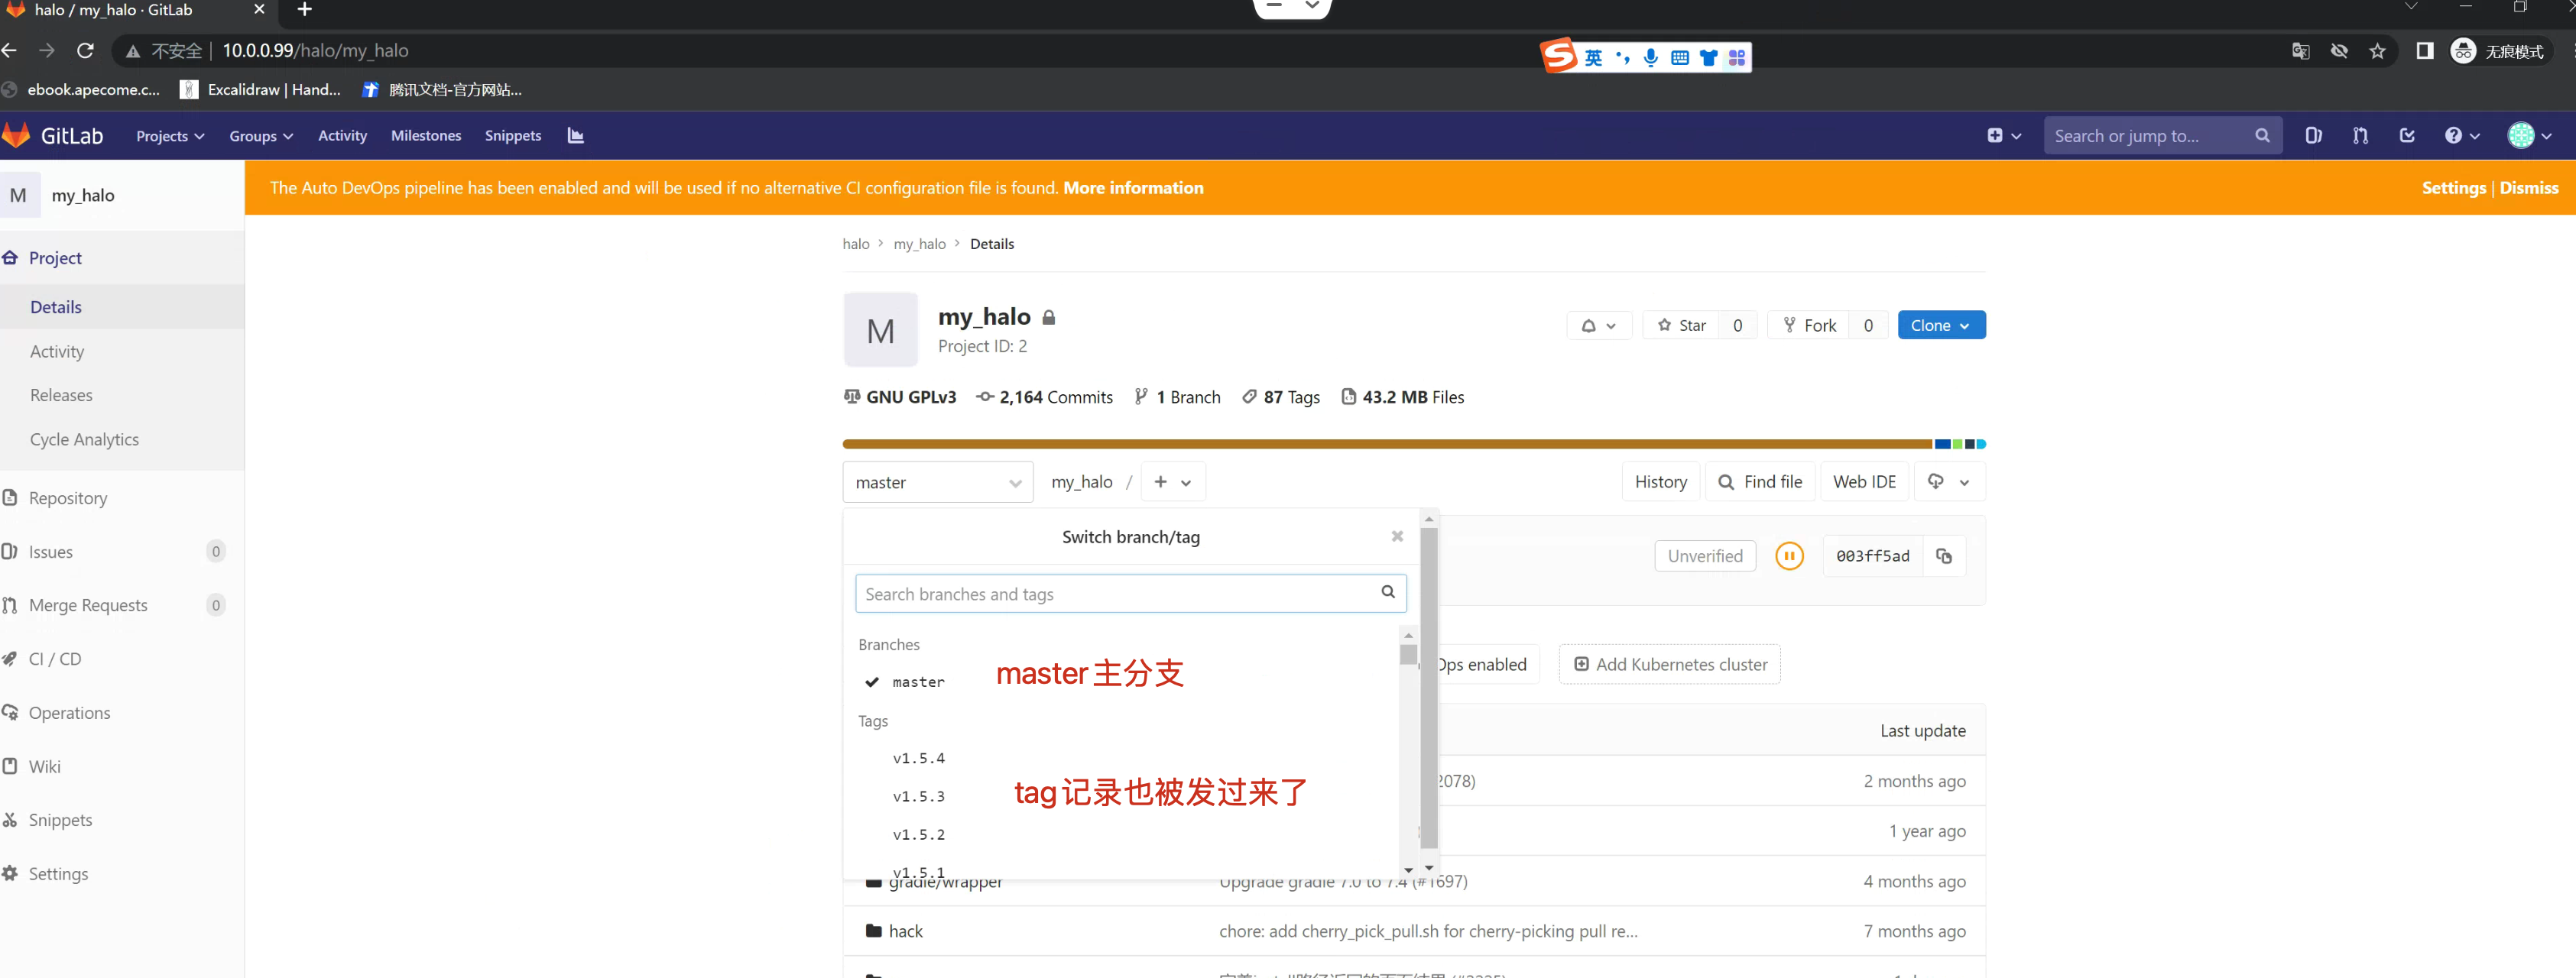 halo / my_halo · GitLab
不安全 | 10.0.0.99/halo/my_halo
英
无痕模式
ebook.apecome.c...
Excalidraw | Hand...
腾讯文档-官方网站...
GitLab
Projects
Groups
Activity
Milestones
Snippets
Search or jump to...
M my_halo
The Auto DevOps pipeline has been enabled and will be used if no alternative CI configuration file is found. More information
Settings | Dismiss
Project
Details
Activity
Releases
Cycle Analytics
Repository
Issues 0
Merge Requests 0
CI / CD
Operations
Wiki
Snippets
Settings
halo > my_halo > Details
M
my_halo
Project ID: 2
Star 0
Fork 0
Clone
GNU GPLv3 2,164 Commits 1 Branch 87 Tags 43.2 MB Files
master
my_halo / +
History
Find file
Web IDE
Switch branch/tag
Unverified
003ff5ad
Search branches and tags
Branches
master
master主分支
Ops enabled
Add Kubernetes cluster
Tags
v1.5.4
tag记录也被发过来了
v1.5.3
v1.5.2
v1.5.1
Last update
2078)
2 months ago
1 year ago
gradle/wrapper
Upgrade gradle 7.0 to 7.4 (#1697)
4 months ago
hack
chore: add cherry_pick_pull.sh for cherry-picking pull re...
7 months ago